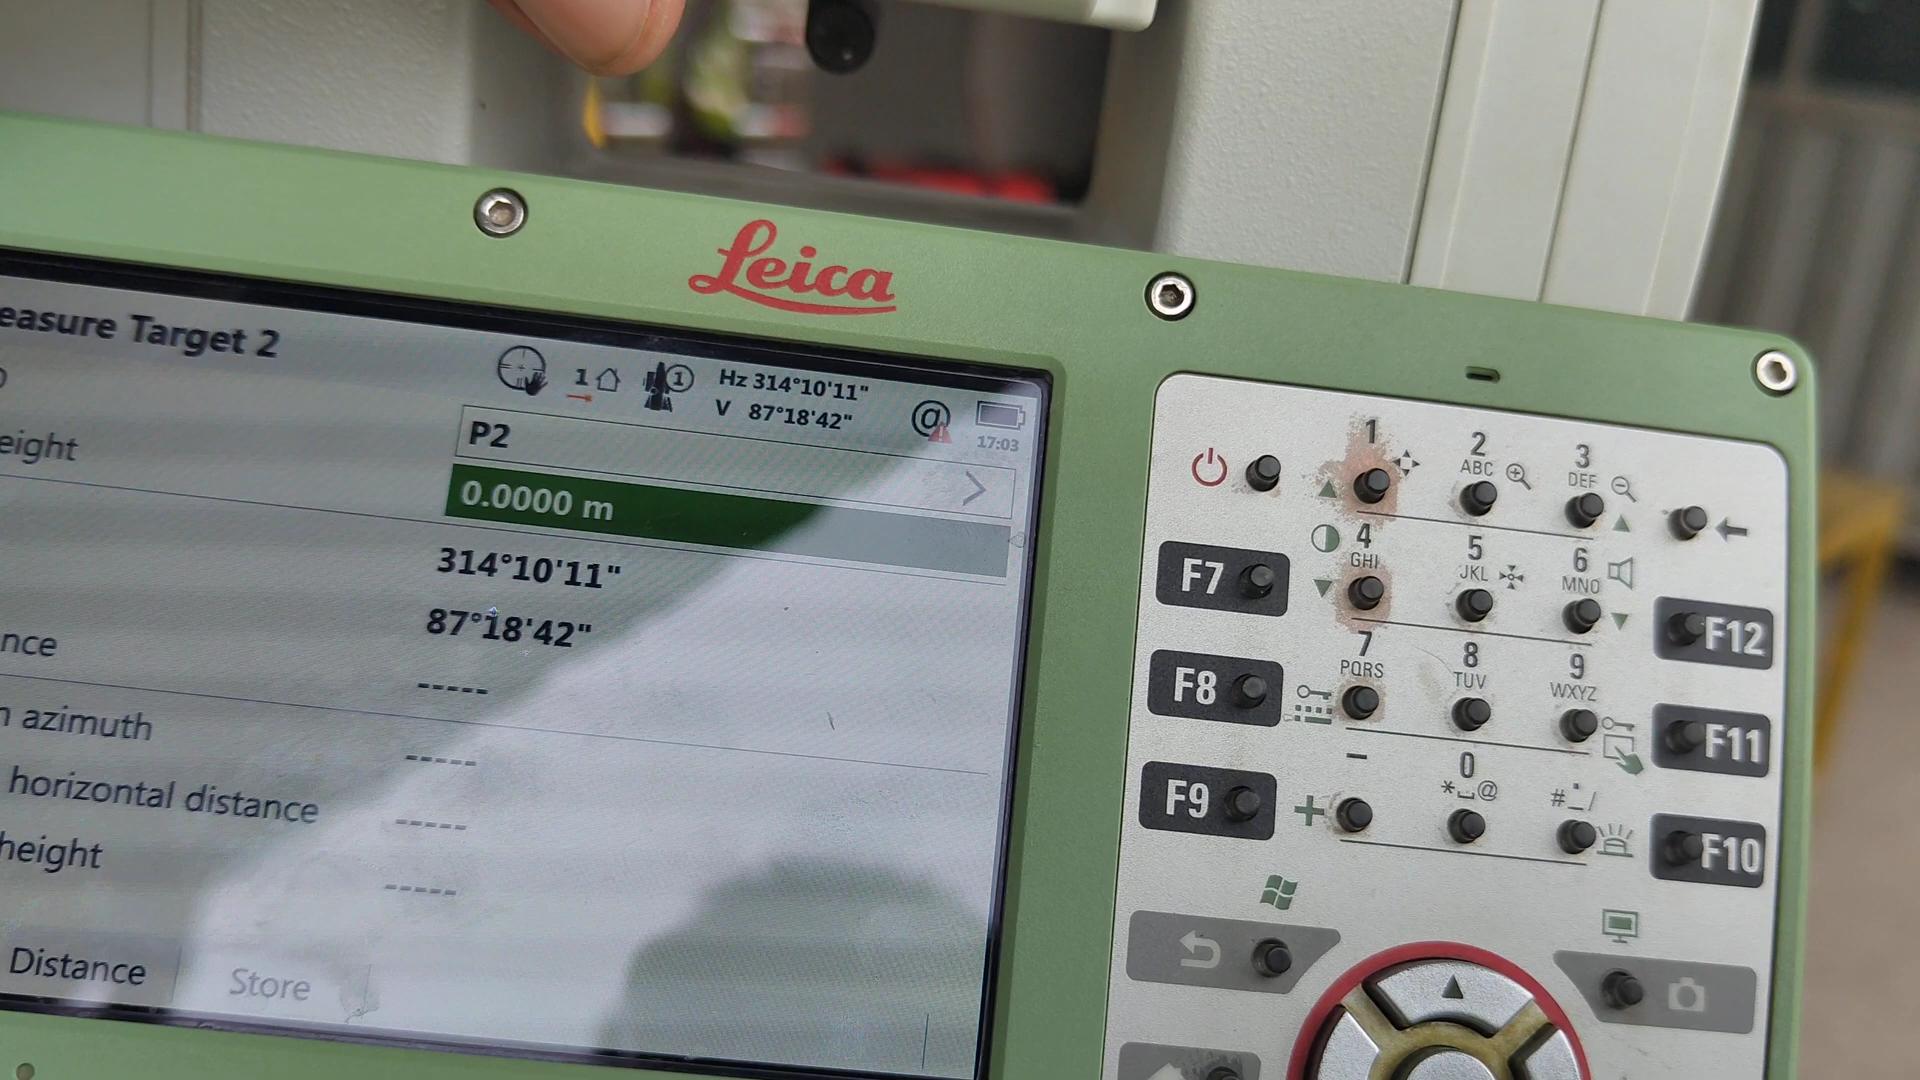 Leica
easure Target 2
1
1
Hz 314°10'11"
V 87°18'42"
@
17:03
P2
eight
0.0000 m
314°10'11"
87°18'42"
nce
-----
n azimuth
-----
horizontal distance
-----
height
-----
Distance
Store
1
2
ABC
3
DEF
F7
4
GHI
5
JKL
6
MNO
F12
F8
7
PQRS
8
TUV
9
WXYZ
F11
F9
+
-
0
*⎵@
F10